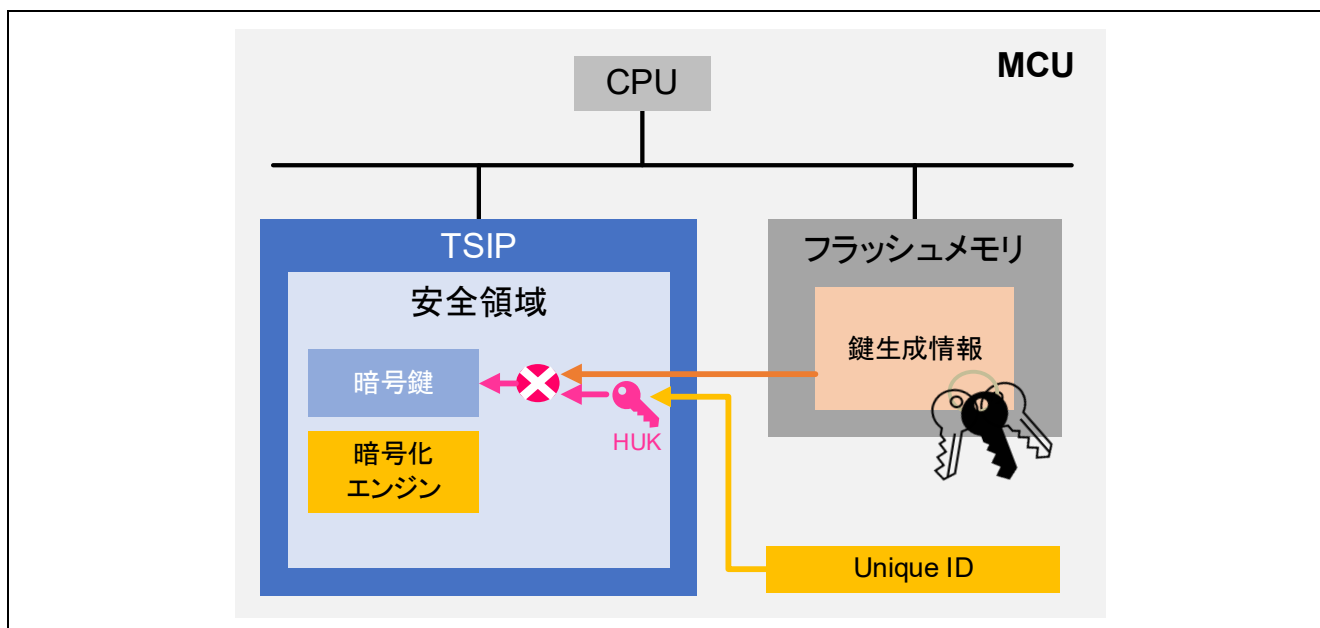 MCU
CPU
TSIP
フラッシュメモリ
安全領域
鍵生成情報
暗号鍵
HUK
暗号化
エンジン
Unique ID